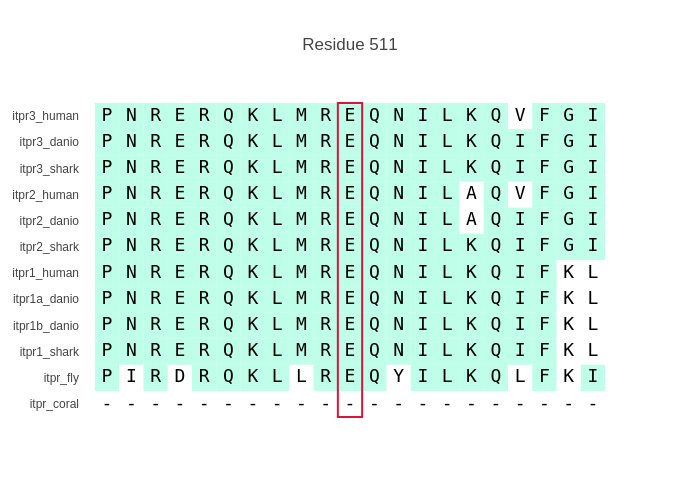 Residue 511
itpr3_human P N R E R Q K L M R E Q N I L K Q V F G I
itpr3_danio P N R E R Q K L M R E Q N I L K Q I F G I
itpr3_shark P N R E R Q K L M R E Q N I L K Q I F G I
itpr2_human P N R E R Q K L M R E Q N I L A Q V F G I
itpr2_danio P N R E R Q K L M R E Q N I L A Q I F G I
itpr2_shark P N R E R Q K L M R E Q N I L K Q I F G I
itpr1_human P N R E R Q K L M R E Q N I L K Q I F K L
itpr1a_danio P N R E R Q K L M R E Q N I L K Q I F K L
itpr1b_danio P N R E R Q K L M R E Q N I L K Q I F K L
itpr1_shark P N R E R Q K L M R E Q N I L K Q I F K L
itpr_fly P I R D R Q K L L R E Q Y I L K Q L F K I
itpr_coral - - - - - - - - - - - - - - - - - - - - -